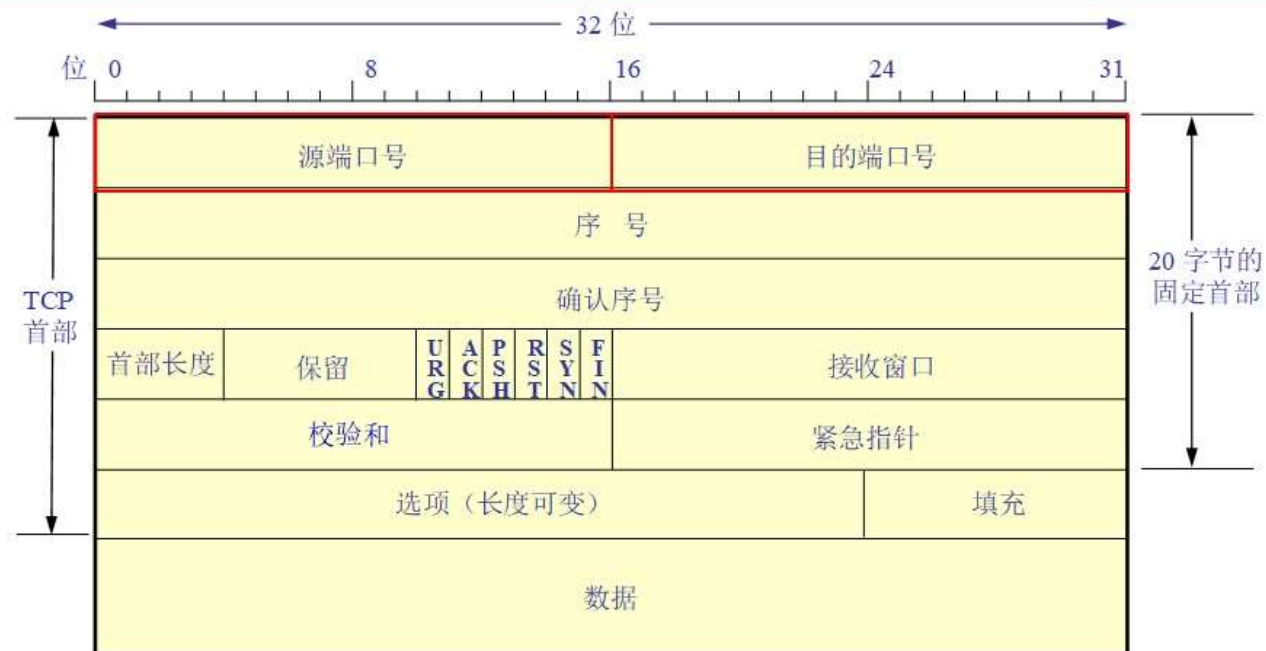 32 位
位 0 8 16 24 31
源端口号 目的端口号
序 号
确认序号
TCP
首部
20 字节的
固定首部
首部长度 保留 URG ACK PSH RST SYN FIN 接收窗口
校验和 紧急指针
选项（长度可变） 填充
数据